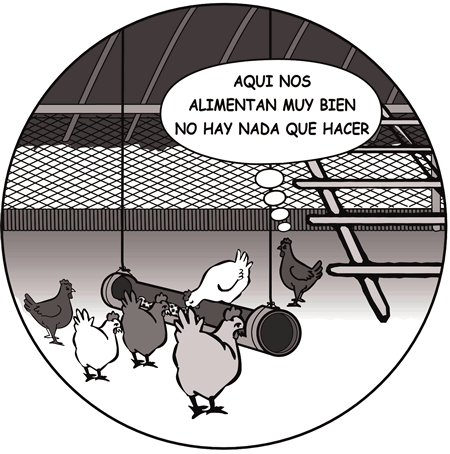 AQUI NOS
ALIMENTAN MUY BIEN
NO HAY NADA QUE HACER